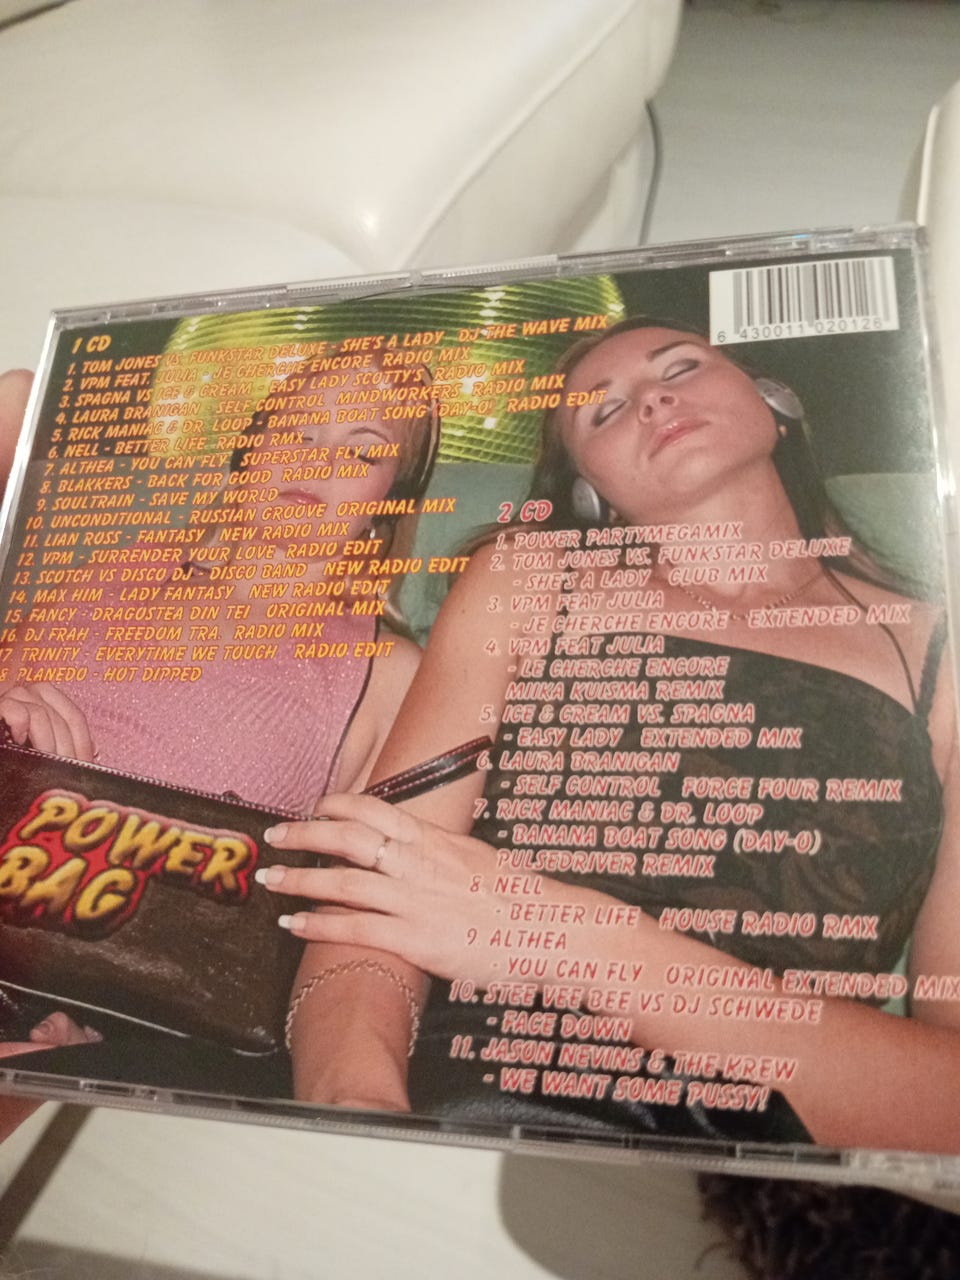 1 CD
1. TOM JONES VS. FUNKSTAR DELUXE - SHE'S A LADY DJ THE WAVE MIX
2. VPM FEAT. JULIA - JE CHERCHE ENCORE RADIO MIX
3. SPAGNA VS ICE & CREAM - EASY LADY SCOTTY'S RADIO MIX
4. LAURA BRANIGAN SELF CONTROL MINDWORKERS RADIO MIX
5. RICK MANIAC & DR. LOOP - BANANA BOAT SONG (DAY-O) RADIO EDIT
6. NELL - BETTER LIFE RADIO RMX
7. ALTHEA - YOU CAN FLY SUPERSTAR FLY MIX
8. BLAKKERS - BACK FOR GOOD RADIO MIX
9. SOULTRAIN - SAVE MY WORLD
10. UNCONDITIONAL - RUSSIAN GROOVE ORIGINAL MIX
11. LIAN ROSS - FANTASY NEW RADIO MIX
12. VPM - SURRENDER YOUR LOVE RADIO EDIT
13. SCOTCH VS DISCO DJ - DISCO BAND NEW RADIO EDIT
14. MAX HIM - LADY FANTASY NEW RADIO EDIT
15. FANCY - DRAGOSTEA DIN TEI ORIGINAL MIX
16. DJ FRAH - FREEDOM TRA. RADIO MIX
17. TRINITY - EVERYTIME WE TOUCH RADIO EDIT
8 PLANEDO - HOT DIPPED
POWER
BAG
6 430011 020126
2 CD
1. POWER PARTYMEGAMIX
2. TOM JONES VS. FUNKSTAR DELUXE
- SHE'S A LADY CLUB MIX
3. VPM FEAT JULIA
- JE CHERCHE ENCORE - EXTENDED MIX
4. VPM FEAT JULIA
- LE CHERCHE ENCORE
MIIKA KUISMA REMIX
5. ICE & CREAM VS. SPAGNA
- EASY LADY EXTENDED MIX
6. LAURA BRANIGAN
- SELF CONTROL FORCE FOUR REMIX
7. RICK MANIAC & DR. LOOP
- BANANA BOAT SONG (DAY-O)
PULSEDRIVER REMIX
8. NELL
- BETTER LIFE HOUSE RADIO RMX
9 ALTHEA
- YOU CAN FLY ORIGINAL EXTENDED MIX
10. STEE VEE BEE VS DJ SCHWEDE
- FACE DOWN
11. JASON NEVINS & THE KREW
- WE WANT SOME PUSSY!